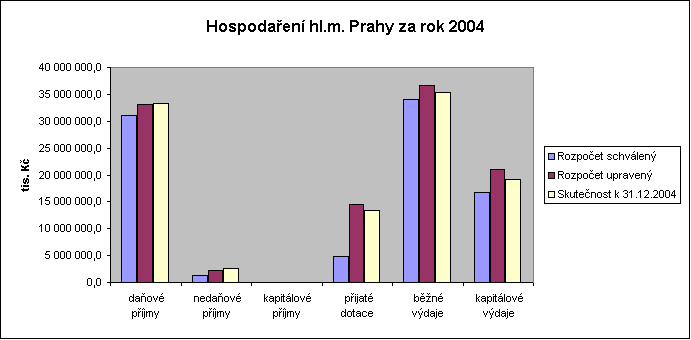 Hospodaření hl.m. Prahy za rok 2004
tis. Kč
40 000 000,0
35 000 000,0
30 000 000,0
25 000 000,0
20 000 000,0
15 000 000,0
10 000 000,0
5 000 000,0
0,0
daňové
příjmy
nedaňové
příjmy
kapitálové
příjmy
přijaté
dotace
běžné
výdaje
kapitálové
výdaje
Rozpočet schválený
Rozpočet upravený
Skutečnost k 31.12.2004